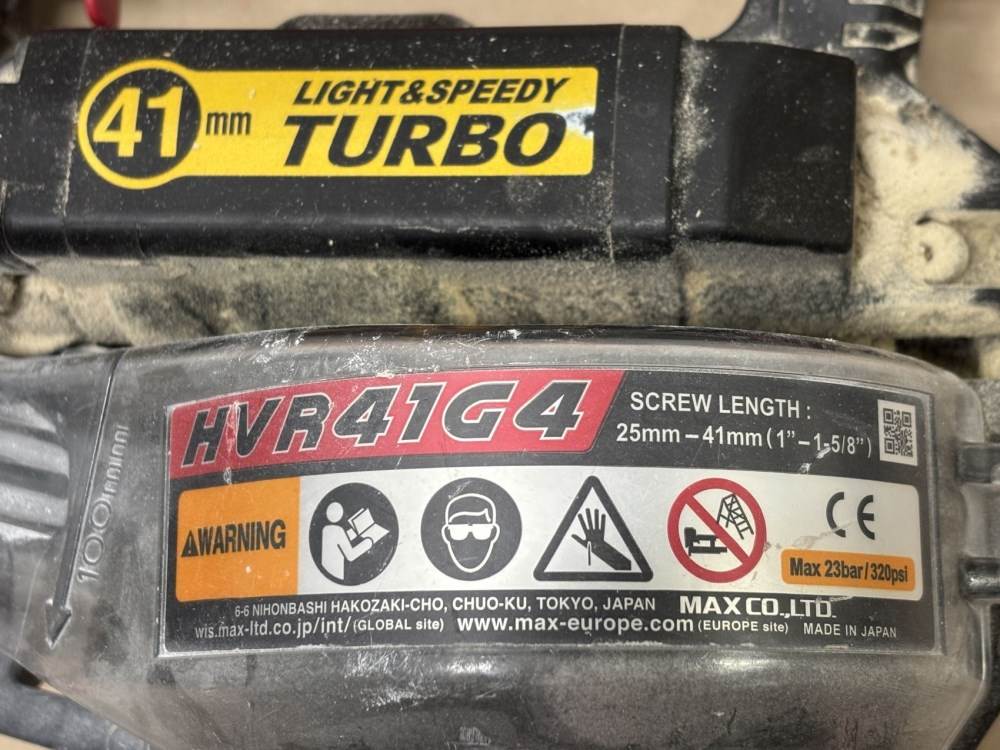 41 mm
LIGHT&SPEEDY
TURBO
HVR41G4
SCREW LENGTH :
25mm – 41mm (1” – 1-5/8”)
100mm
WARNING
CE
Max 23bar/320psi
6-6 NIHONBASHI HAKOZAKI-CHO, CHUO-KU, TOKYO, JAPAN MAX CO.,LTD.
wis.max-ltd.co.jp/int/ (GLOBAL site) www.max-europe.com (EUROPE site) MADE IN JAPAN